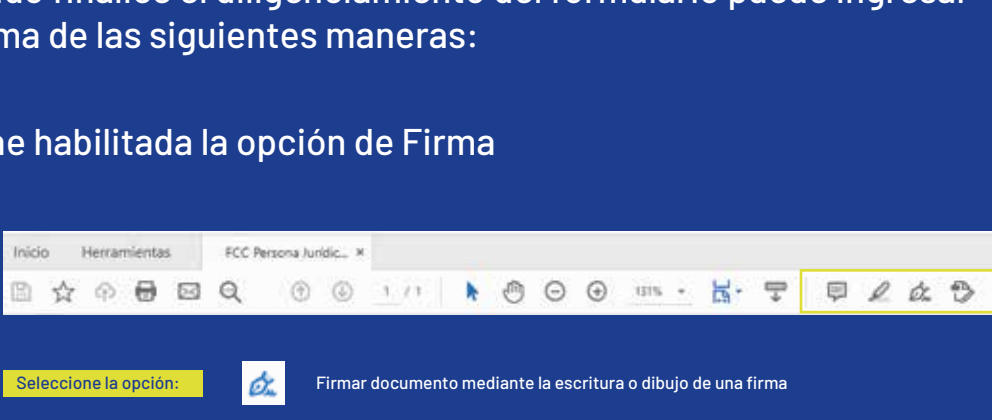 ma de las siguientes maneras:
ne habilitada la opción de Firma
Inicio Herramientas FCC Persona Jurídic... ×
1 / 1 131%
Seleccione la opción: Firmar documento mediante la escritura o dibujo de una firma